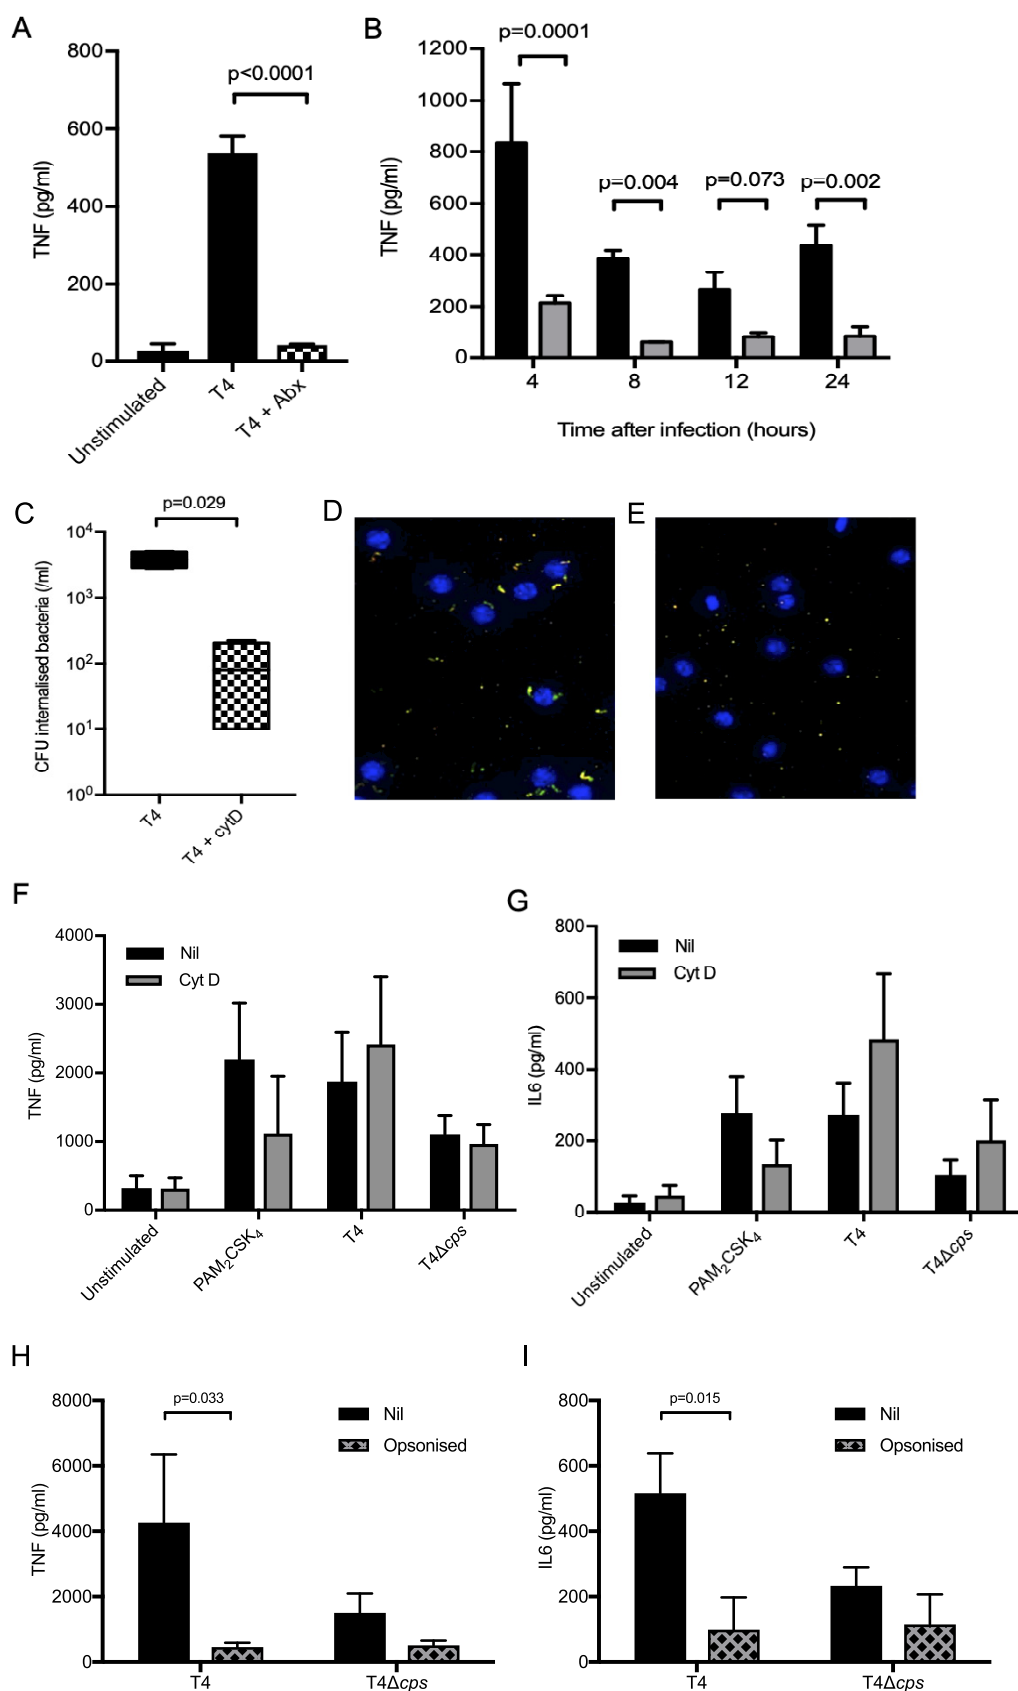 A
800
600
400
200
0
TNF (pg/ml)
p<0.0001
Unstimulated
T4
T4 + Abx
B
1200
1000
800
600
400
200
0
TNF (pg/ml)
p=0.0001
p=0.004
p=0.073
p=0.002
4 8 12 24
Time after infection (hours)
C
p=0.029
10⁴
10³
10²
10¹
10⁰
CFU internalised bacteria (/ml)
T4
T4 + cytD
D
E
F
4000
3000
2000
1000
0
TNF (pg/ml)
Nil
Cyt D
Unstimulated
PAM₂CSK₄
T4
T4Δcps
G
800
600
400
200
0
IL6 (pg/ml)
Nil
Cyt D
Unstimulated
PAM₂CSK₄
T4
T4Δcps
H
8000
6000
4000
2000
0
TNF (pg/ml)
p=0.033
Nil
Opsonised
T4 T4Δcps
I
800
600
400
200
0
IL6 (pg/ml)
p=0.015
Nil
Opsonised
T4 T4Δcps